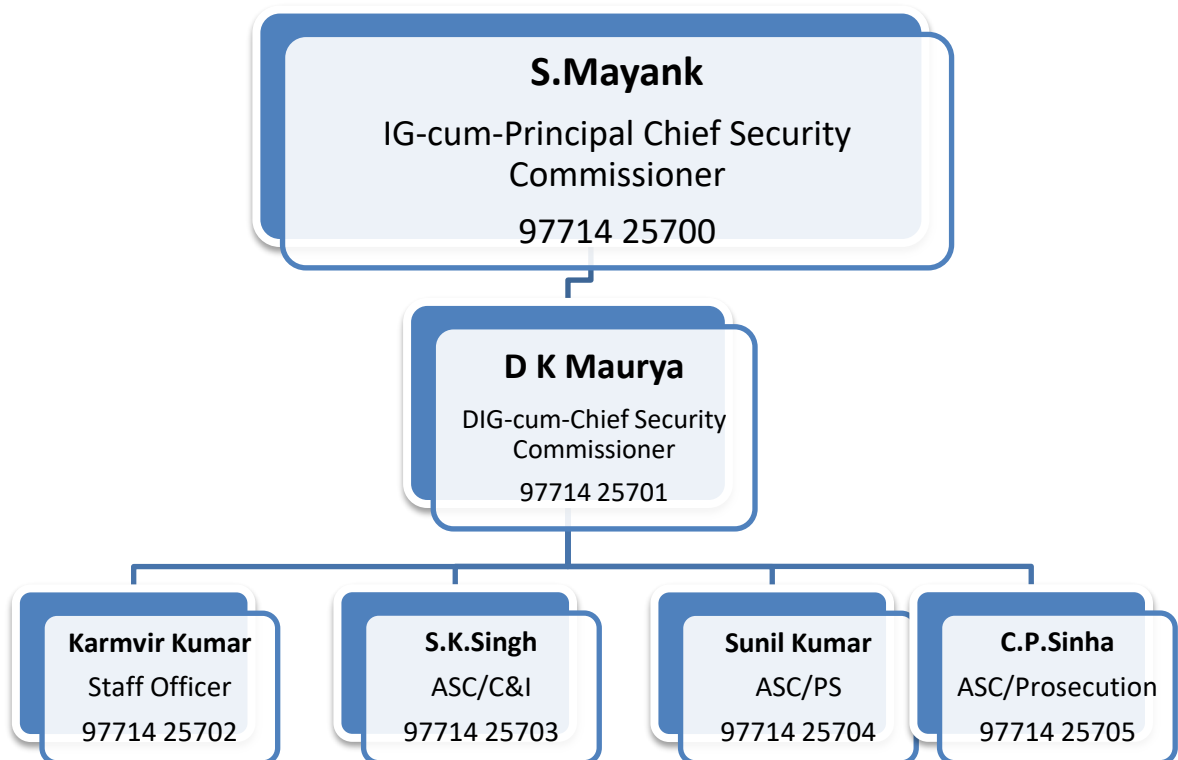 S.Mayank
IG-cum-Principal Chief Security
Commissioner
97714 25700
D K Maurya
DIG-cum-Chief Security
Commissioner
97714 25701
Karmvir Kumar
Staff Officer
97714 25702
S.K.Singh
ASC/C&I
97714 25703
Sunil Kumar
ASC/PS
97714 25704
C.P.Sinha
ASC/Prosecution
97714 25705